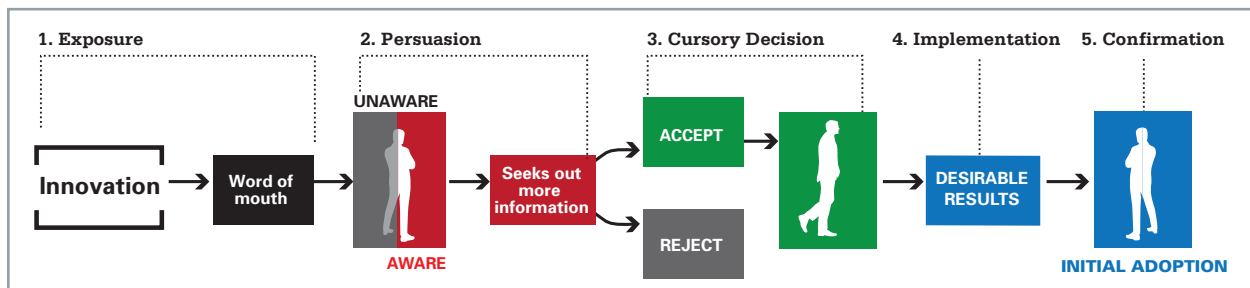 1. Exposure
2. Persuasion
3. Cursory Decision
4. Implementation
5. Confirmation
Innovation
Word of
mouth
UNAWARE
AWARE
Seeks out
more
information
ACCEPT
REJECT
DESIRABLE
RESULTS
INITIAL ADOPTION